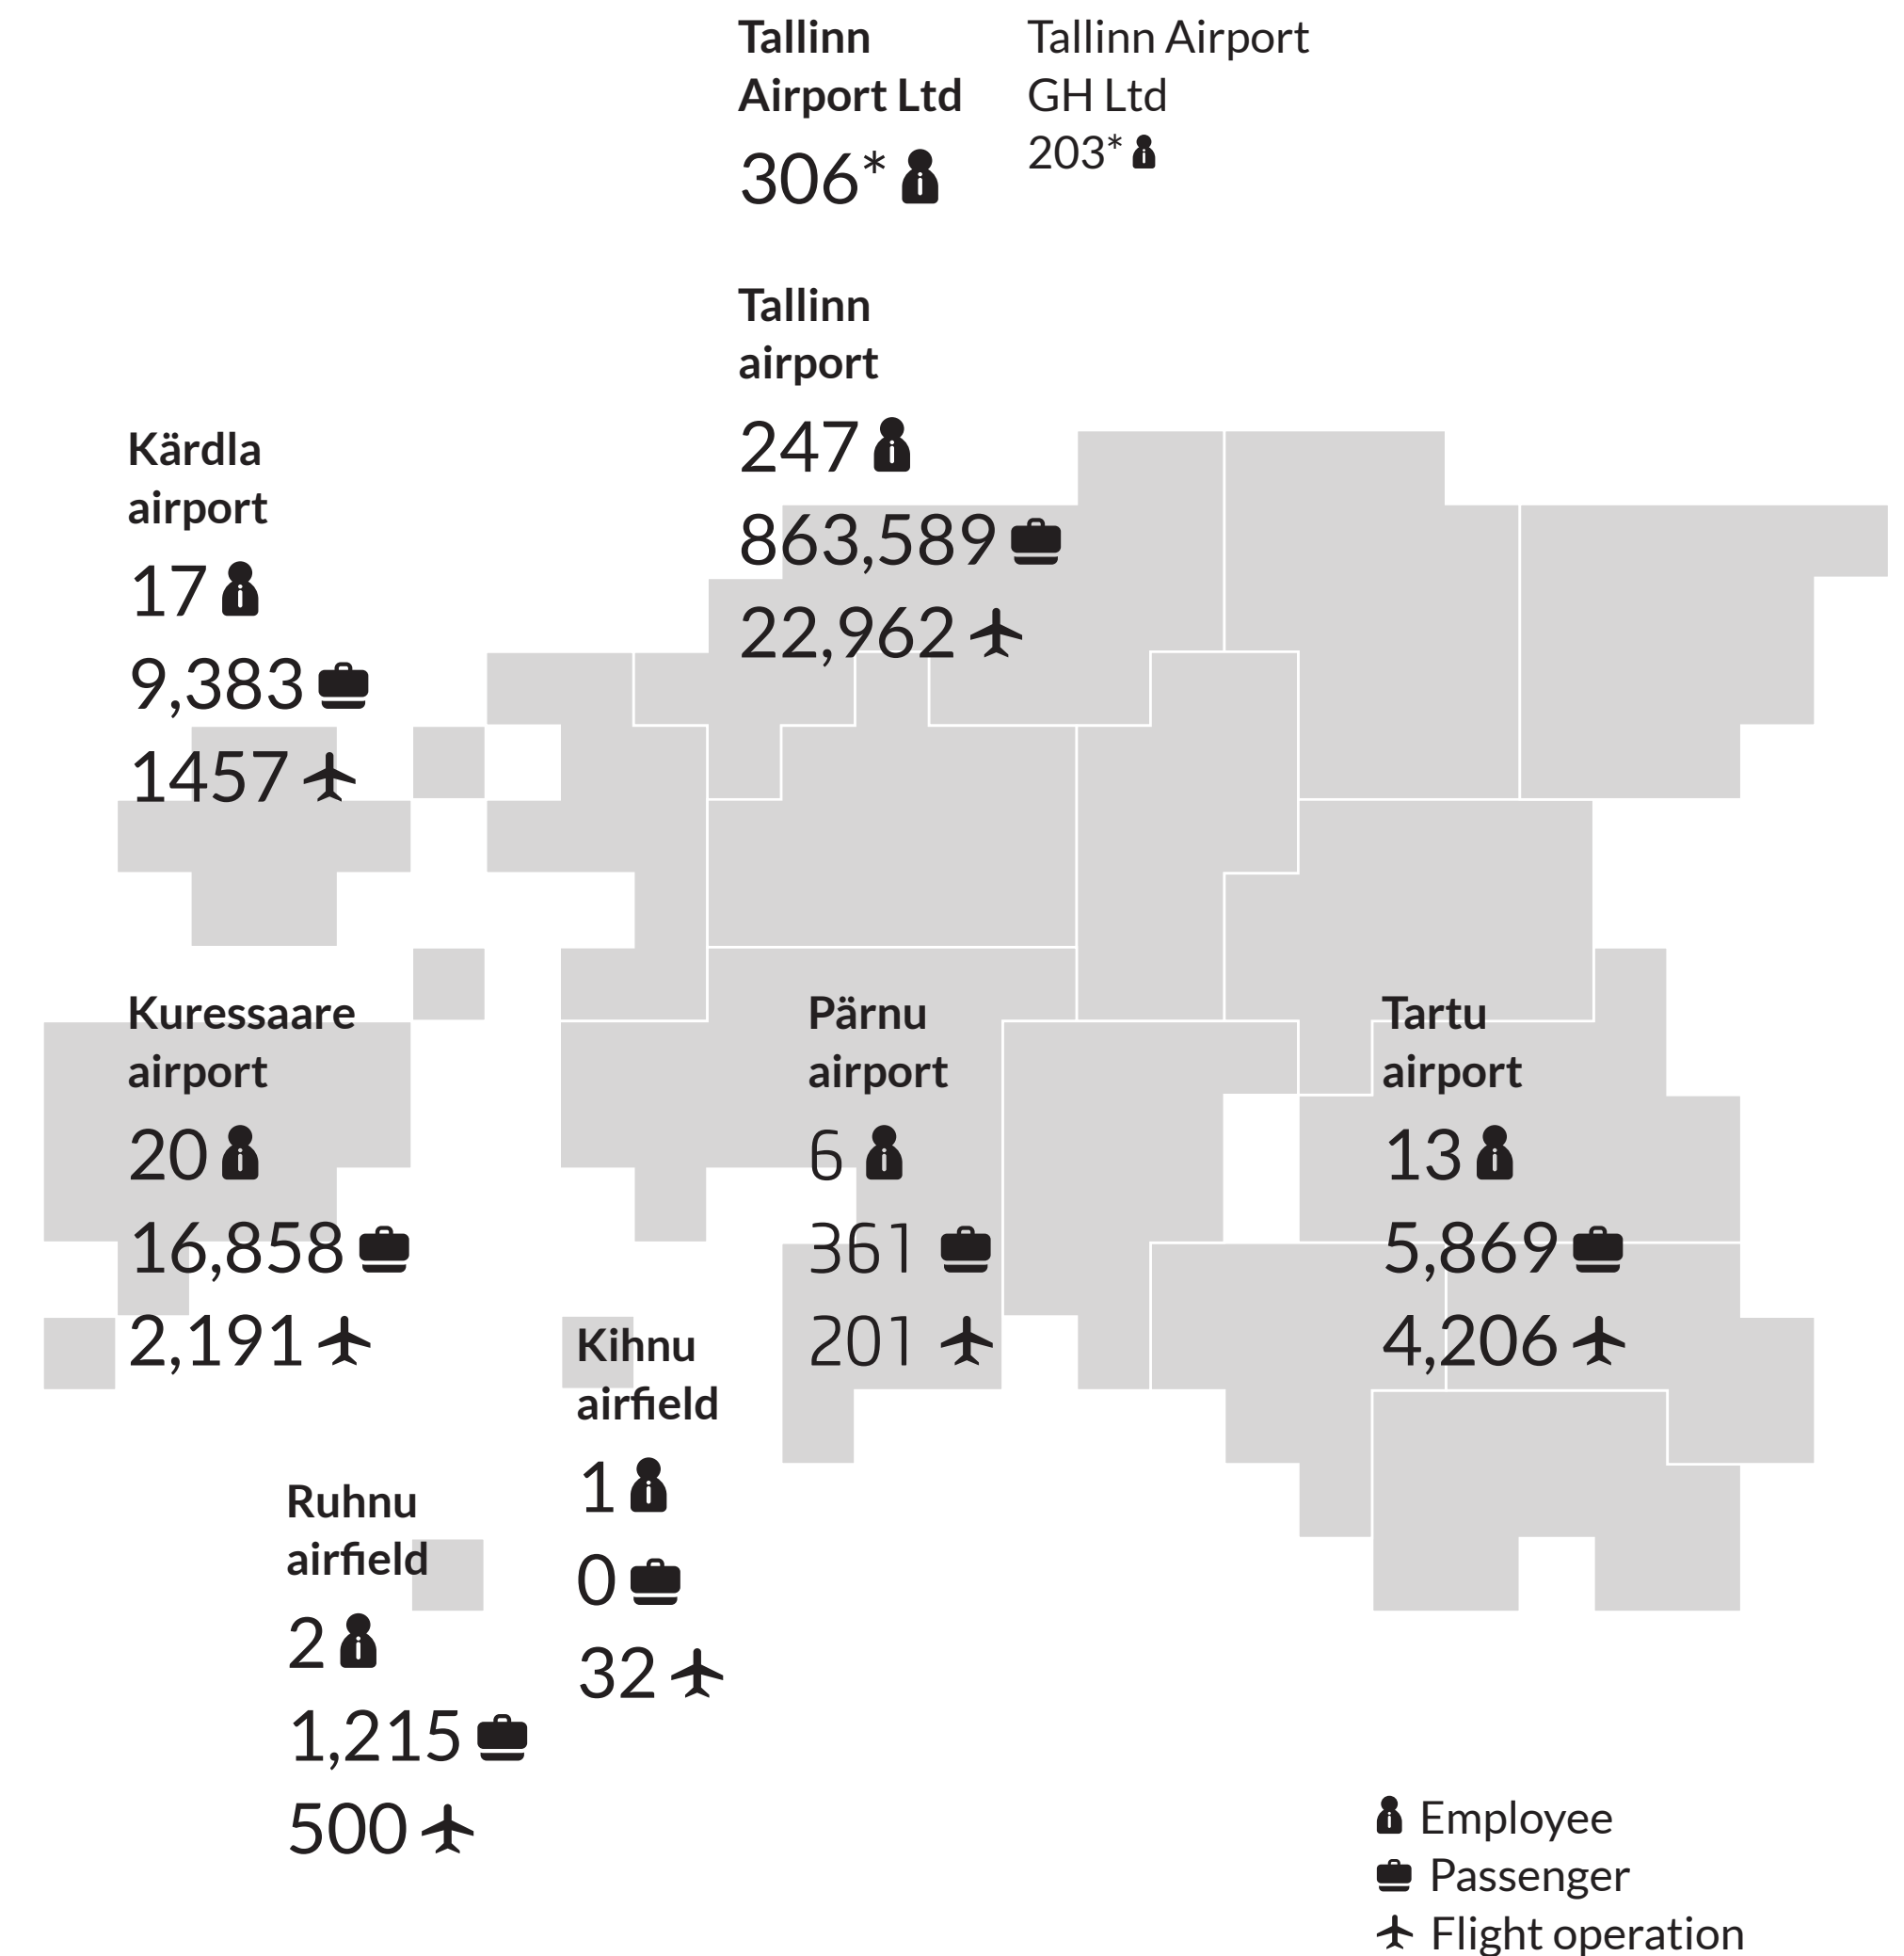 Tallinn
Airport Ltd
306*
Tallinn Airport
GH Ltd
203*
Tallinn
airport
247
863,589
22,962
Kärdla
airport
17
9,383
1457
Kuressaare
airport
20
16,858
2,191
Pärnu
airport
6
361
201
Tartu
airport
13
5,869
4,206
Kihnu
airfield
1
0
32
Ruhnu
airfield
2
1,215
500
Employee
Passenger
Flight operation